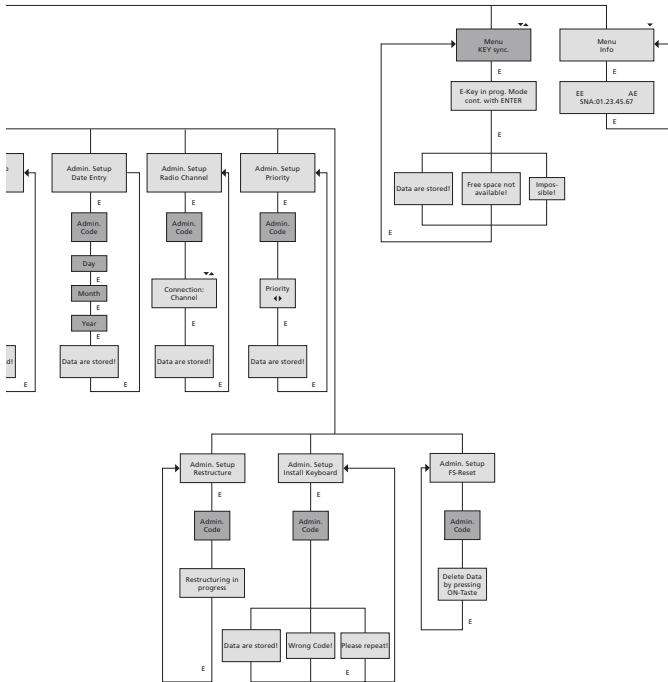 Menu
KEY sync.
Menu
Info
E
E
E-Key in prog. Mode
cont. with ENTER
EE AE
SNA:01.23.45.67
E
E
Data are stored!
Free space not
available!
Impos-
sible!
E
Admin. Setup
Date Entry
Admin. Setup
Radio Channel
Admin. Setup
Priority
E
E
E
Admin.
Code
Admin.
Code
Admin.
Code
Day
E
Month
E
Year
E
Connection:
Channel
E
Priority
E
d!
Data are stored!
Data are stored!
Data are stored!
E
E
E
E
Admin. Setup
Restructure
Admin. Setup
Install Keyboard
Admin. Setup
FS-Reset
E
E
E
Admin.
Code
Admin.
Code
Admin.
Code
Restructuring in
progress
Delete Data
by pressing
ON-Taste
E
Data are stored!
Wrong Code!
Please repeat!
E
E